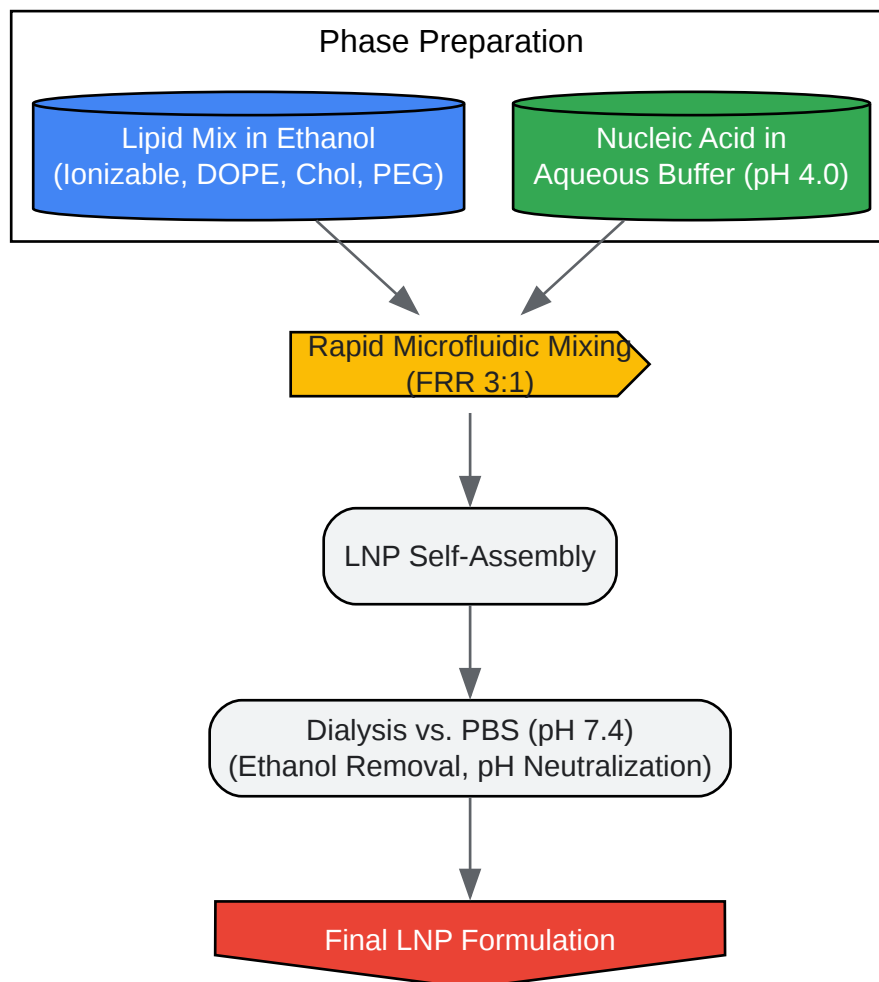 Phase Preparation
Lipid Mix in Ethanol
(Ionizable, DOPE, Chol, PEG)
Nucleic Acid in
Aqueous Buffer (pH 4.0)
Rapid Microfluidic Mixing
(FRR 3:1)
LNP Self-Assembly
Dialysis vs. PBS (pH 7.4)
(Ethanol Removal, pH Neutralization)
Final LNP Formulation